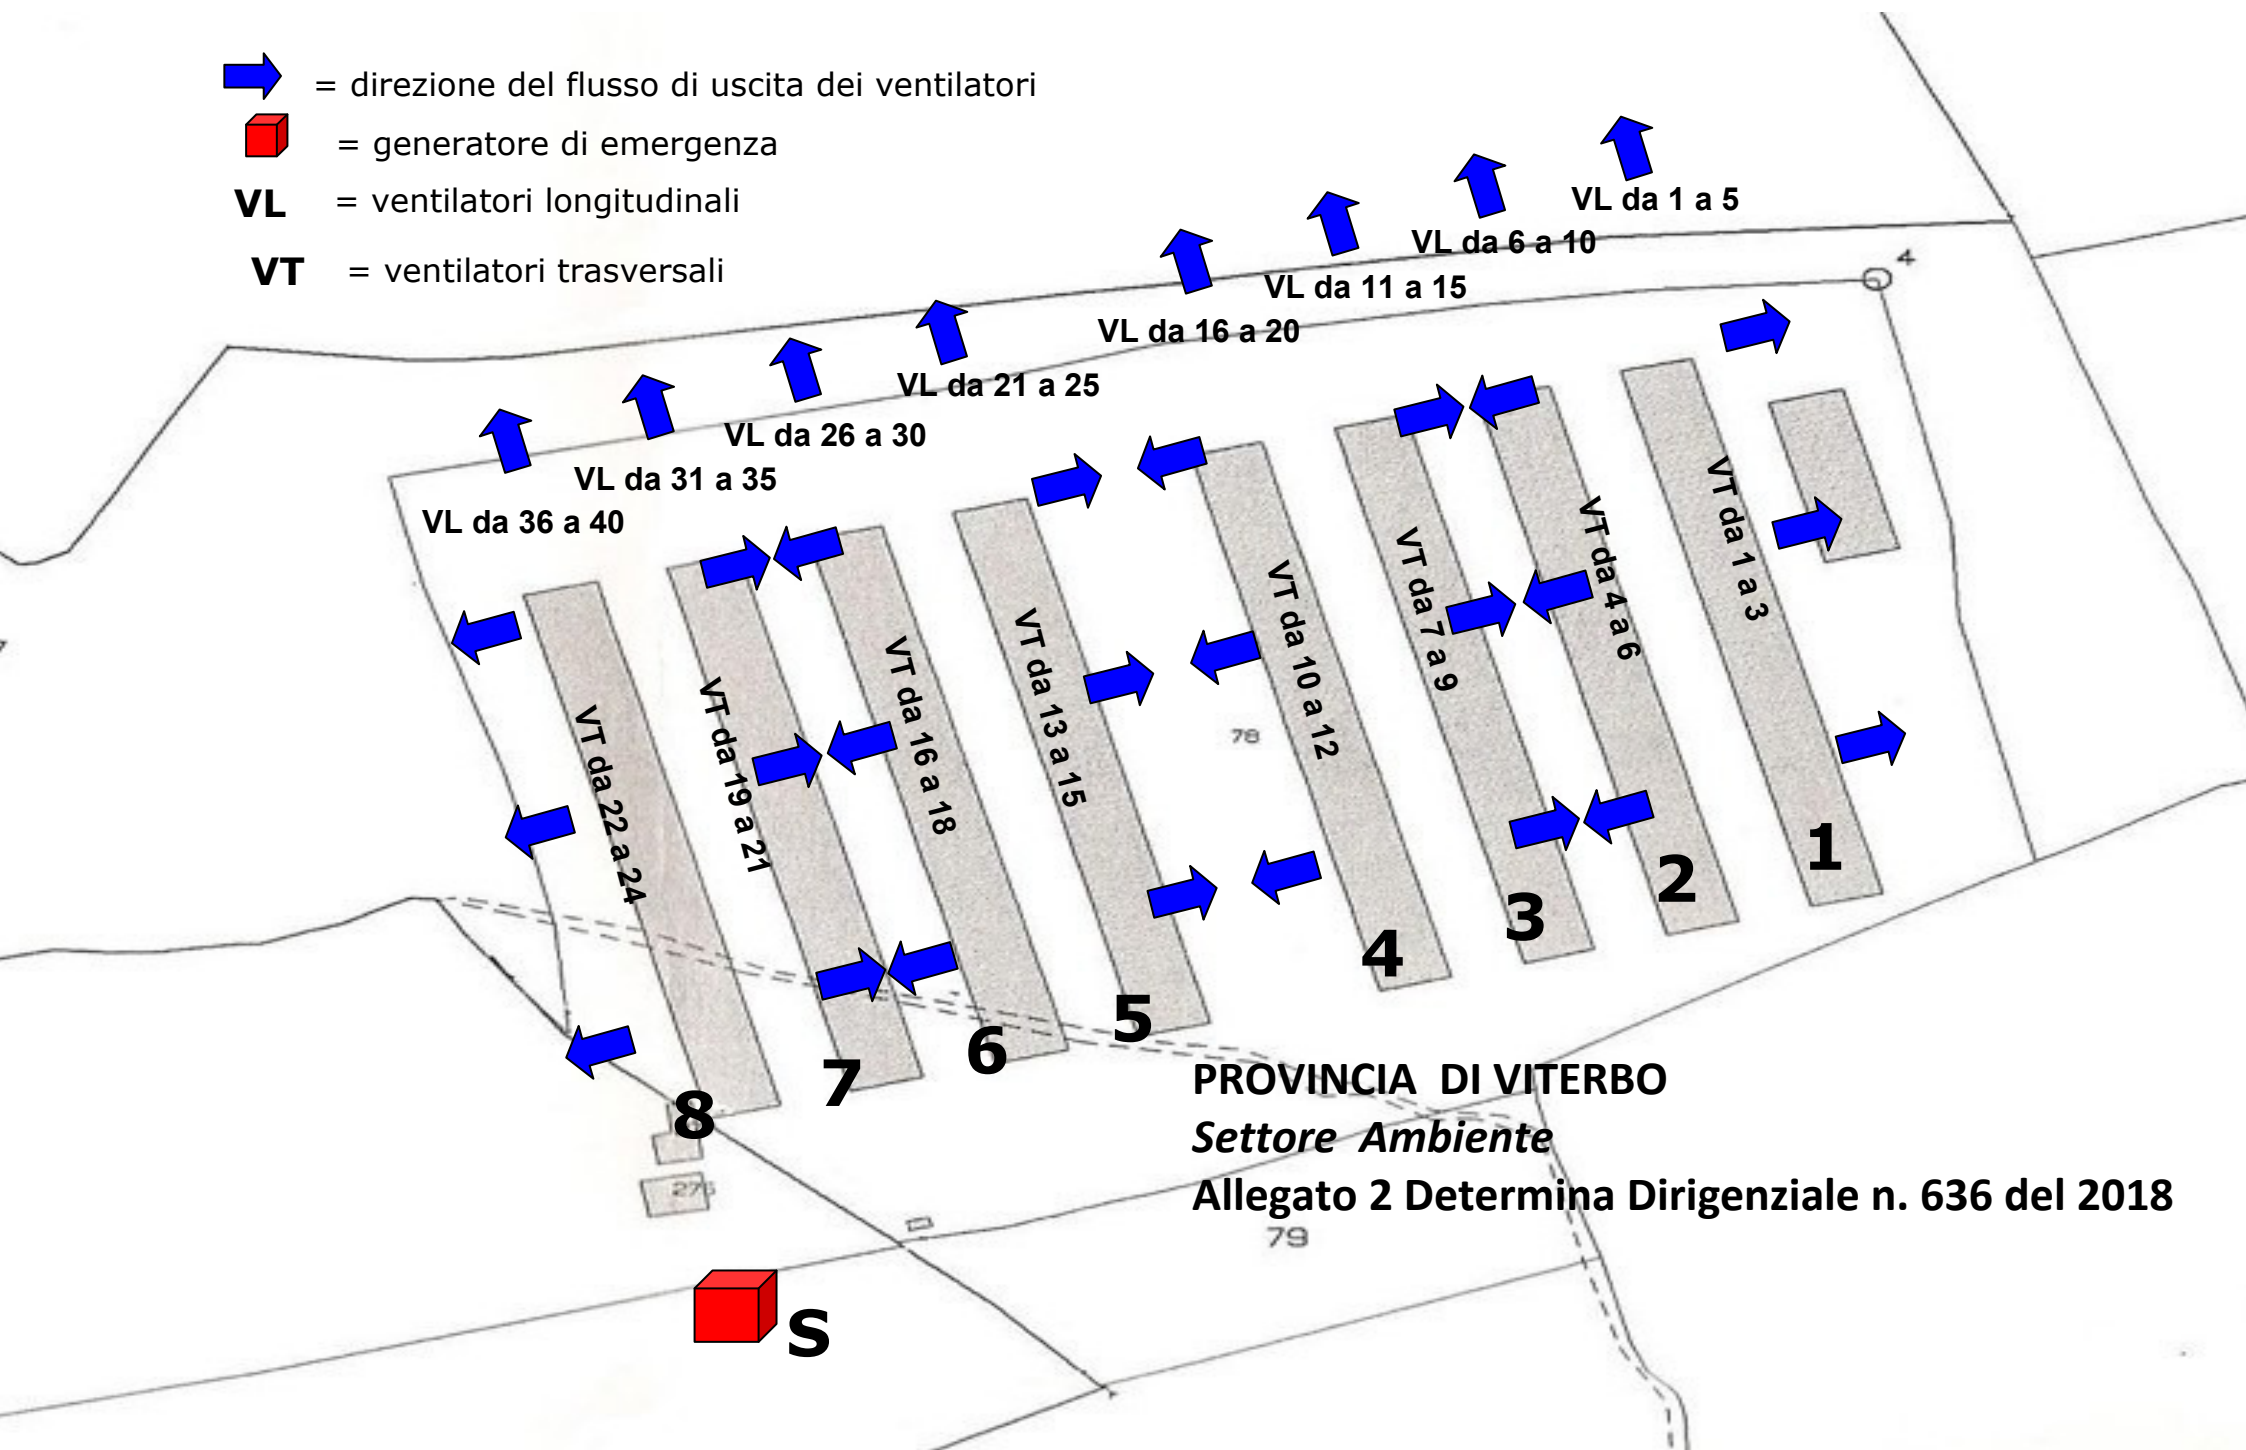 = direzione del flusso di uscita dei ventilatori
= generatore di emergenza
VL = ventilatori longitudinali
VT = ventilatori trasversali
VL da 1 a 5
VL da 6 a 10
VL da 11 a 15
VL da 16 a 20
VL da 21 a 25
VL da 26 a 30
VL da 31 a 35
VL da 36 a 40
4
VT da 1 a 3
VT da 4 a 6
VT da 7 a 9
VT da 10 a 12
VT da 13 a 15
VT da 16 a 18
VT da 19 a 21
VT da 22 a 24
78
1
2
3
4
5
6
7
8
PROVINCIA DI VITERBO
Settore Ambiente
Allegato 2 Determina Dirigenziale n. 636 del 2018
79
S